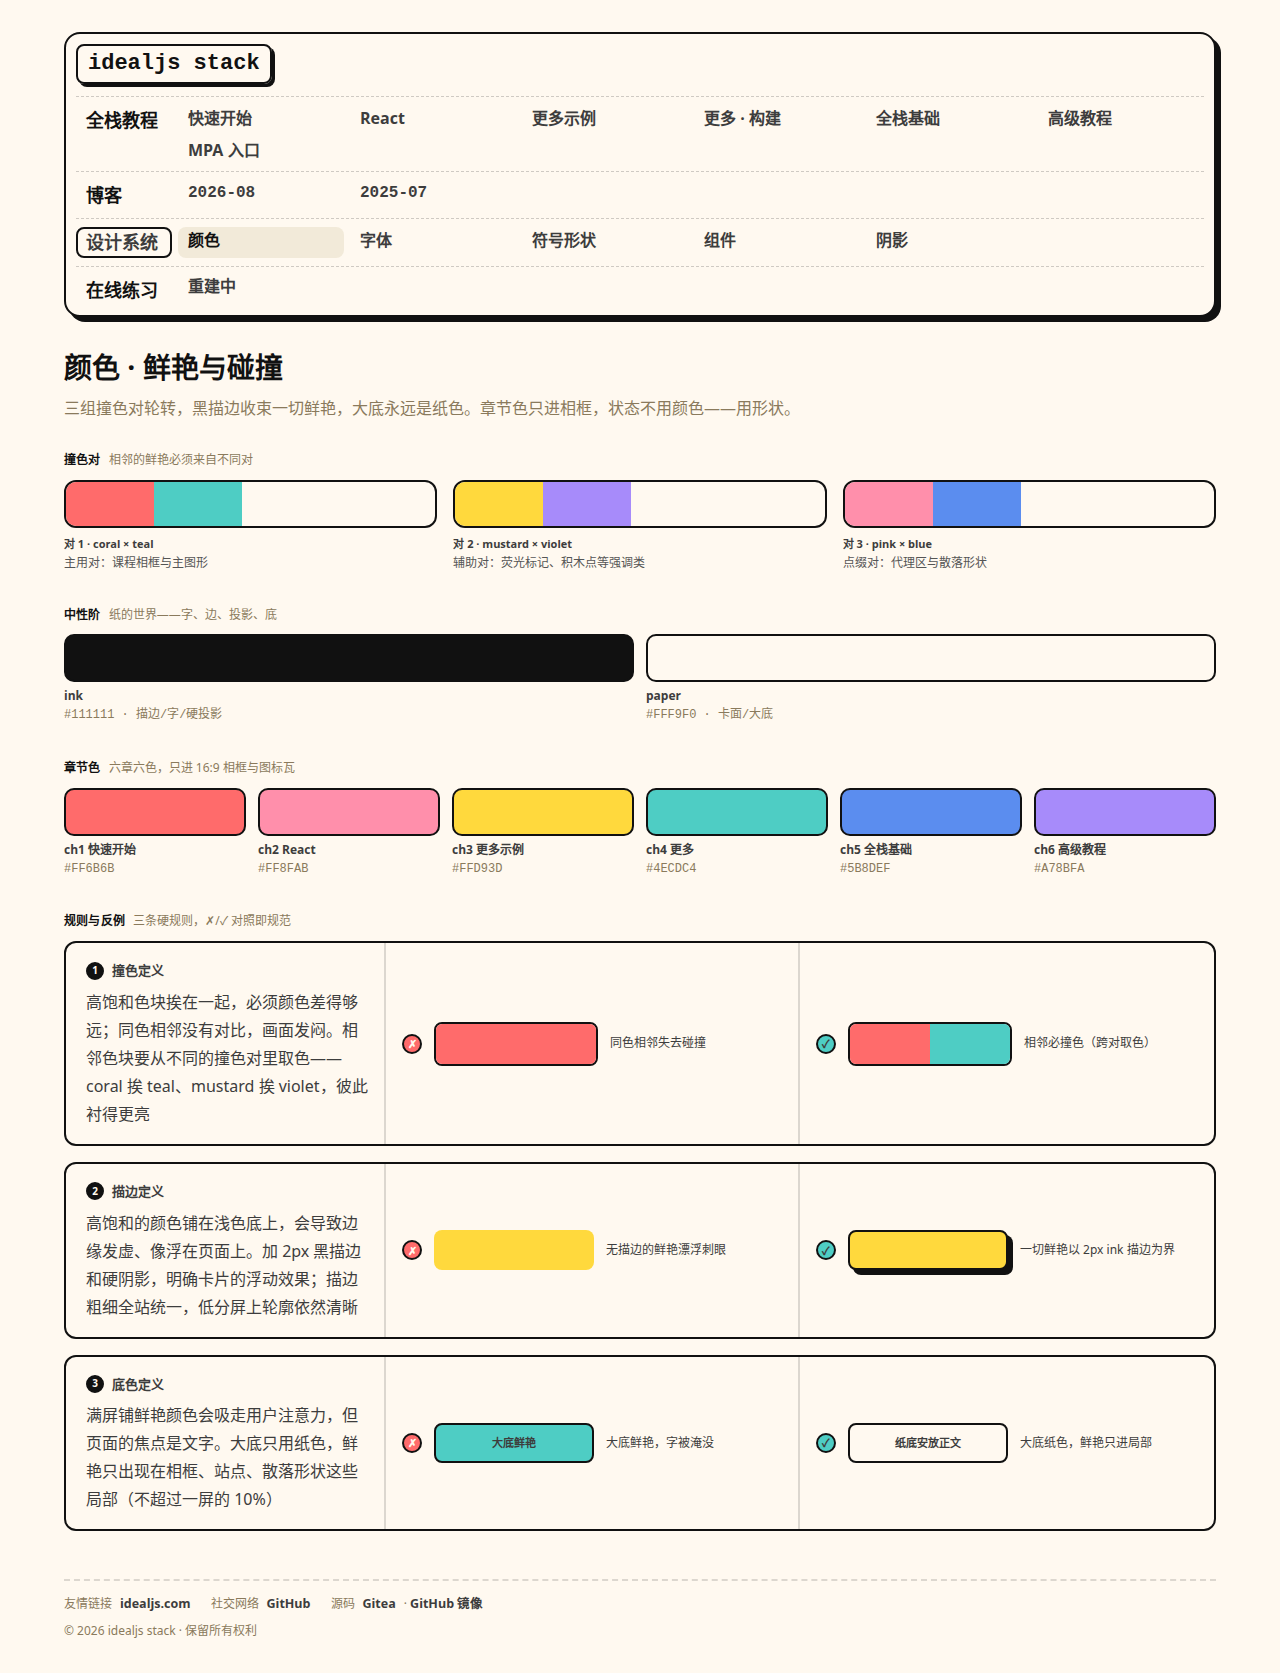 idealjs stack
全栈教程 快速开始 React 更多示例 更多 · 构建 全栈基础 高级教程
MPA 入口
博客 2026-08 2025-07
设计系统 颜色 字体 符号形状 组件 阴影
在线练习 重建中
颜色 · 鲜艳与碰撞
三组撞色对轮转，黑描边收束一切鲜艳，大底永远是纸色。章节色只进相框，状态不用颜色——用形状。
撞色对 相邻的鲜艳必须来自不同对
对 1 · coral × teal
主用对：课程相框与主图形
对 2 · mustard × violet
辅助对：荧光标记、积木点等强调类
对 3 · pink × blue
点缀对：代理区与散落形状
中性阶 纸的世界——字、边、投影、底
ink
#111111 · 描边/字/硬投影
paper
#FFF9F0 · 卡面/大底
章节色 六章六色，只进 16:9 相框与图标瓦
ch1 快速开始
#FF6B6B
ch2 React
#FF8FAB
ch3 更多示例
#FFD93D
ch4 更多
#4ECDC4
ch5 全栈基础
#5B8DEF
ch6 高级教程
#A78BFA
规则与反例 三条硬规则，✗/✓ 对照即规范
1 撞色定义
高饱和色块挨在一起，必须颜色差得够
远；同色相邻没有对比，画面发闷。相
邻色块要从不同的撞色对里取色——
coral 挨 teal、mustard 挨 violet，彼此
衬得更亮
✗ 同色相邻失去碰撞
✓ 相邻必撞色（跨对取色）
2 描边定义
高饱和的颜色铺在浅色底上，会导致边
缘发虚、像浮在页面上。加 2px 黑描边
和硬阴影，明确卡片的浮动效果；描边
粗细全站统一，低分屏上轮廓依然清晰
✗ 无描边的鲜艳漂浮刺眼
✓ 一切鲜艳以 2px ink 描边为界
3 底色定义
满屏铺鲜艳颜色会吸走用户注意力，但
页面的焦点是文字。大底只用纸色，鲜
艳只出现在相框、站点、散落形状这些
局部（不超过一屏的 10%）
✗ 大底鲜艳 大底鲜艳，字被淹没
✓ 纸底安放正文 大底纸色，鲜艳只进局部
友情链接 idealjs.com 社交网络 GitHub 源码 Gitea · GitHub 镜像
© 2026 idealjs stack · 保留所有权利